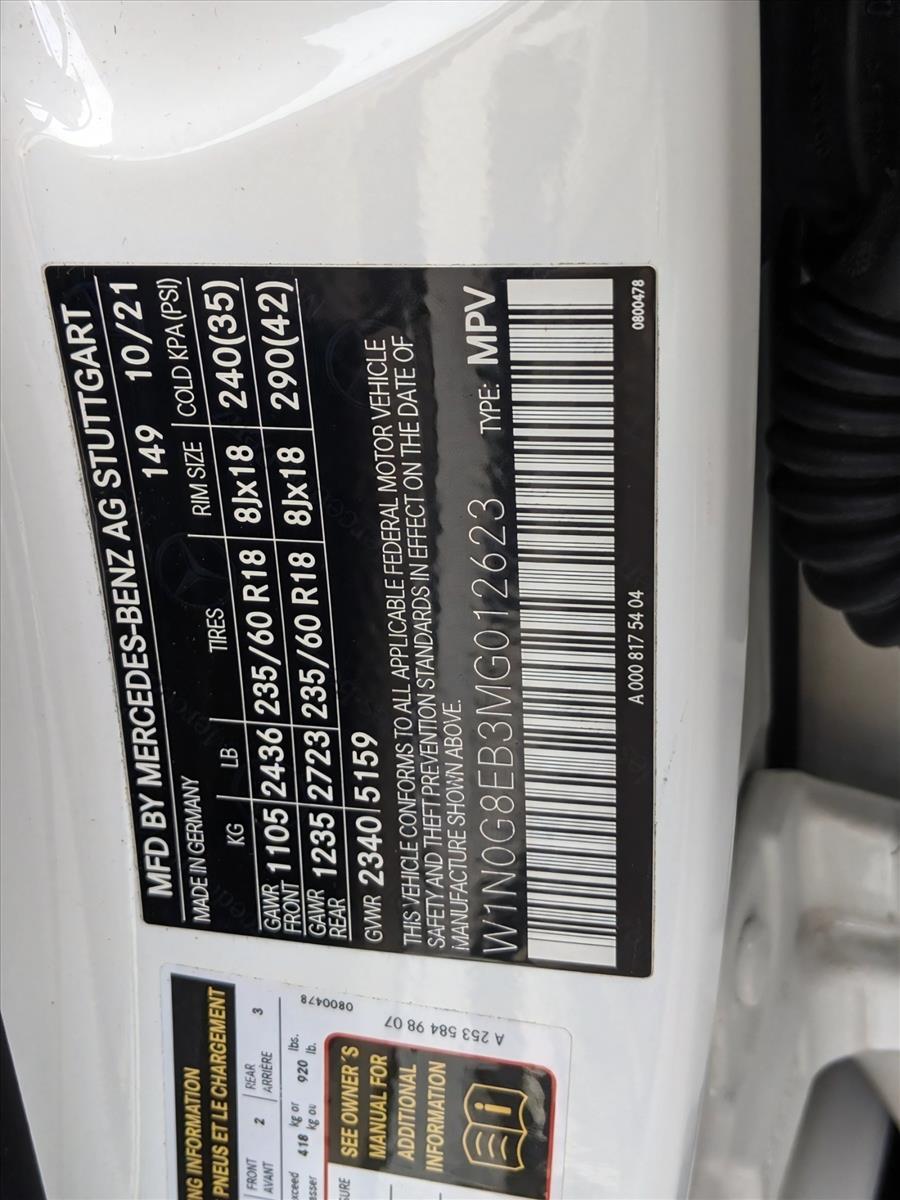 MFD BY MERCEDES-BENZ AG STUTTGART
MADE IN GERMANY 149 10/21
KG LB TIRES RIM SIZE COLD KPA(PSI)
GAWR FRONT 1105 2436 235/60 R18 8Jx18 240(35)
GAWR REAR 1235 2723 235/60 R18 8Jx18 290(42)
GVWR 2340 5159
THIS VEHICLE CONFORMS TO ALL APPLICABLE FEDERAL MOTOR VEHICLE
SAFETY AND THEFT PREVENTION STANDARDS IN EFFECT ON THE DATE OF
MANUFACTURE SHOWN ABOVE.
W1N0G8EB3MG012623 TYPE: MPV
A 000 817 54 04 0800478
INFORMATION
PNEUS ET LE CHARGEMENT
FRONT 2 REAR 3
AVANT ARRIÈRE
418 kg or 920 lbs.
kg ou lb.
0800478
A 253 584 98 07
SEE OWNER'S
MANUAL FOR
ADDITIONAL
INFORMATION